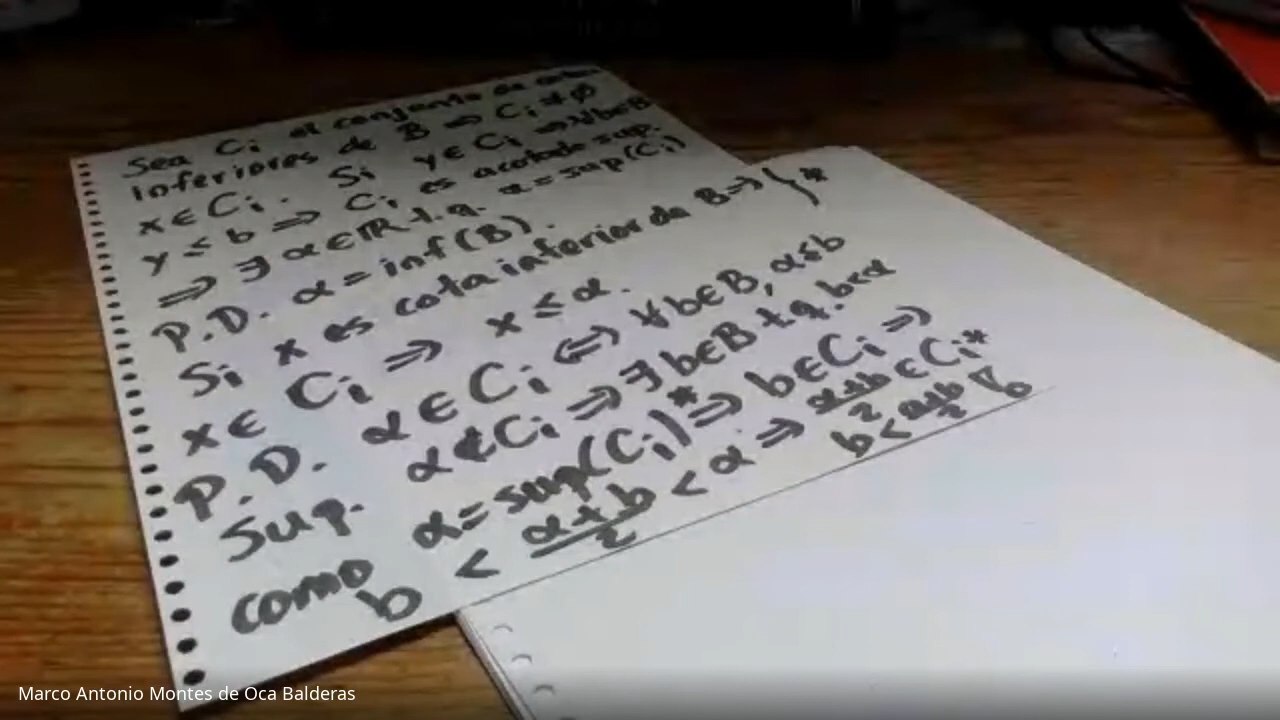 Sea Ci el conjunto de cotas
inferiores de B ⇒ Ci ≠ ∅
x ∈ Ci. Si y ∈ Ci ⇒ ∀b∈B
y ≤ b ⇒ Ci es acotado sup.
⇒ ∃ α ∈ ℝ t.q. α = sup(Ci)
P.D. α = inf(B).
Si x es cota inferior de B ⇒ } *
x ∈ Ci ⇒ x ≤ α.
P.D. α ∈ Ci ⇔ ∀b∈B, α ≤ b
Sup. α ∉ Ci ⇒ ∃ b∈B t.q. b<α
como α = sup(Ci)* ⇒ b ∈ Ci ⇒
b < (α+b)/2 < α ⇒ (α+b)/2 ∈ Ci*
b < (α+b)/2 ≤ b
Marco Antonio Montes de Oca Balderas